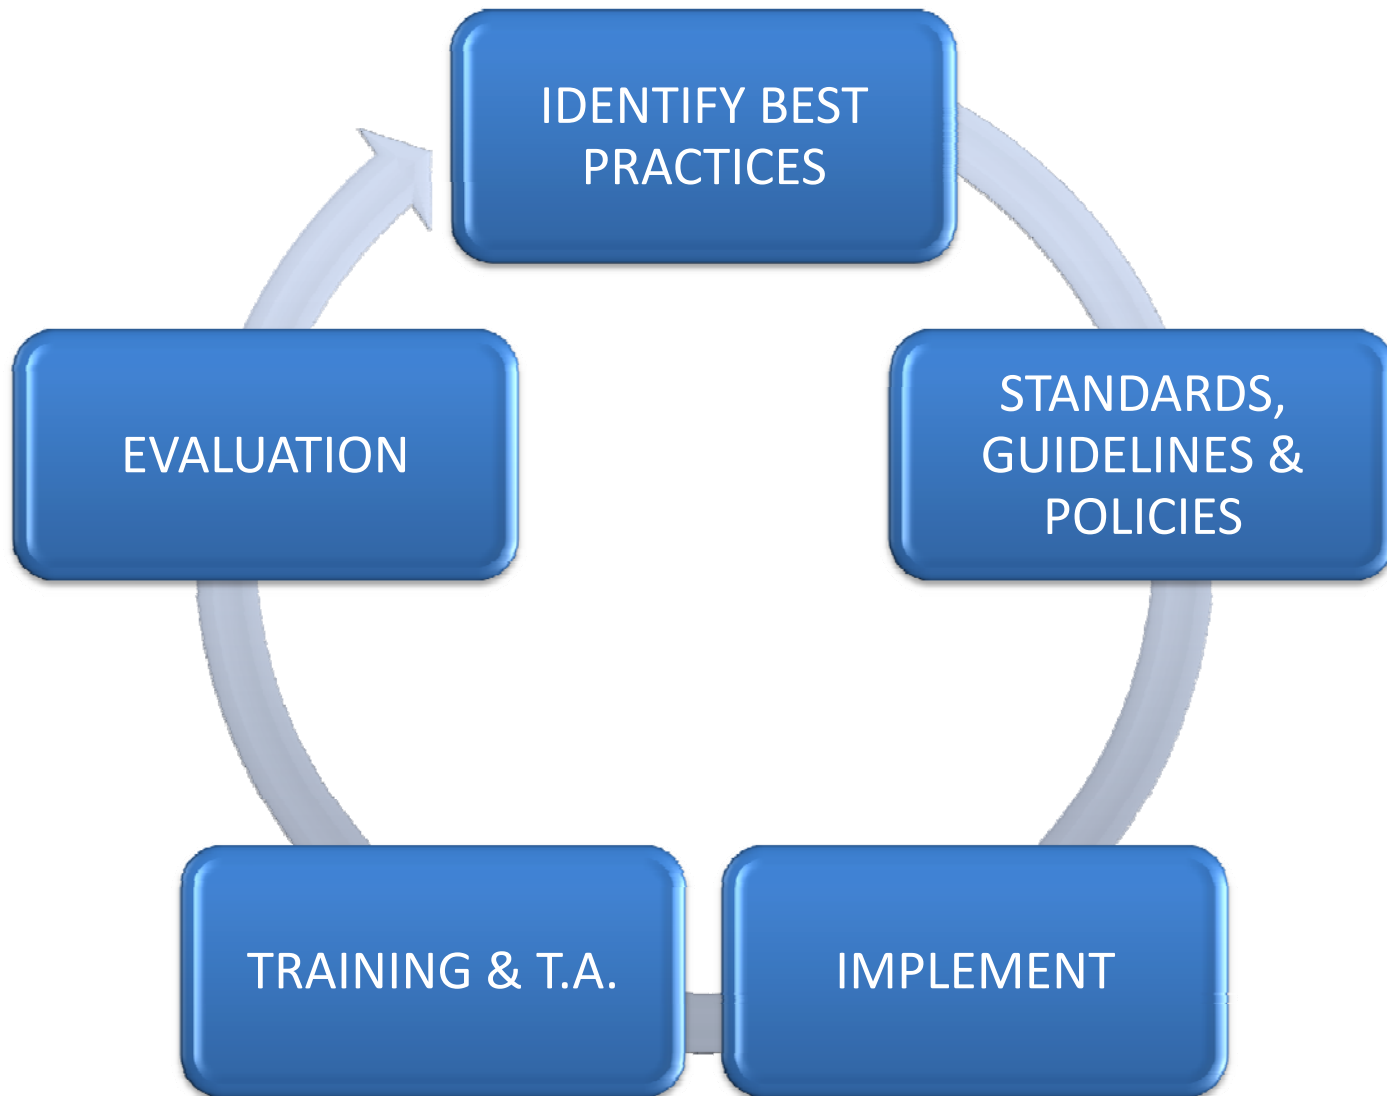 IDENTIFY BEST
PRACTICES
STANDARDS,
GUIDELINES &
POLICIES
IMPLEMENT
TRAINING & T.A.
EVALUATION